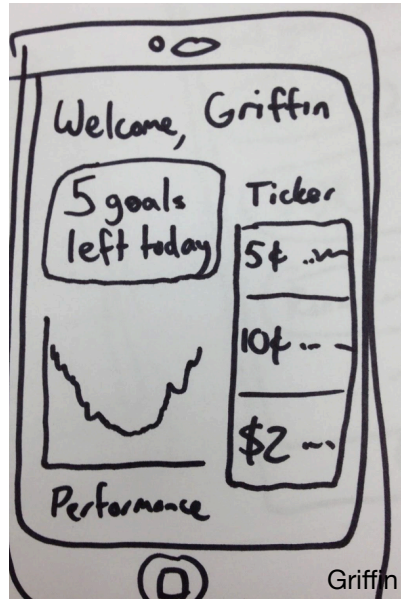 Welcome, Griffin
5 goals
left today
Ticker
5¢
10¢
$2
Performance
Griffin